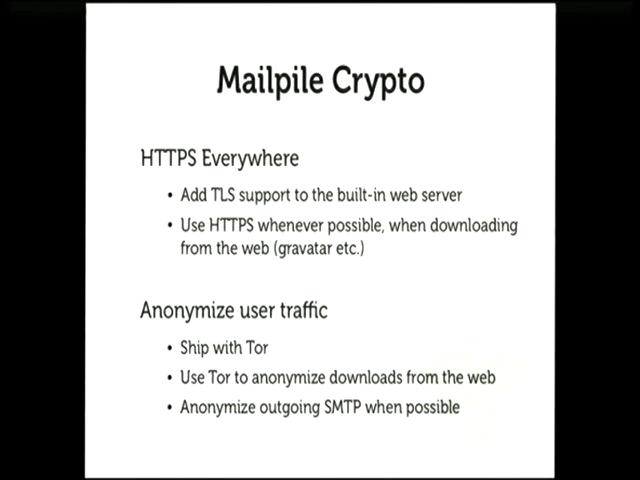 Mailpile Crypto
HTTPS Everywhere
• Add TLS support to the built-in web server
• Use HTTPS whenever possible, when downloading
from the web (gravatar etc.)
Anonymize user traffic
• Ship with Tor
• Use Tor to anonymize downloads from the web
• Anonymize outgoing SMTP when possible